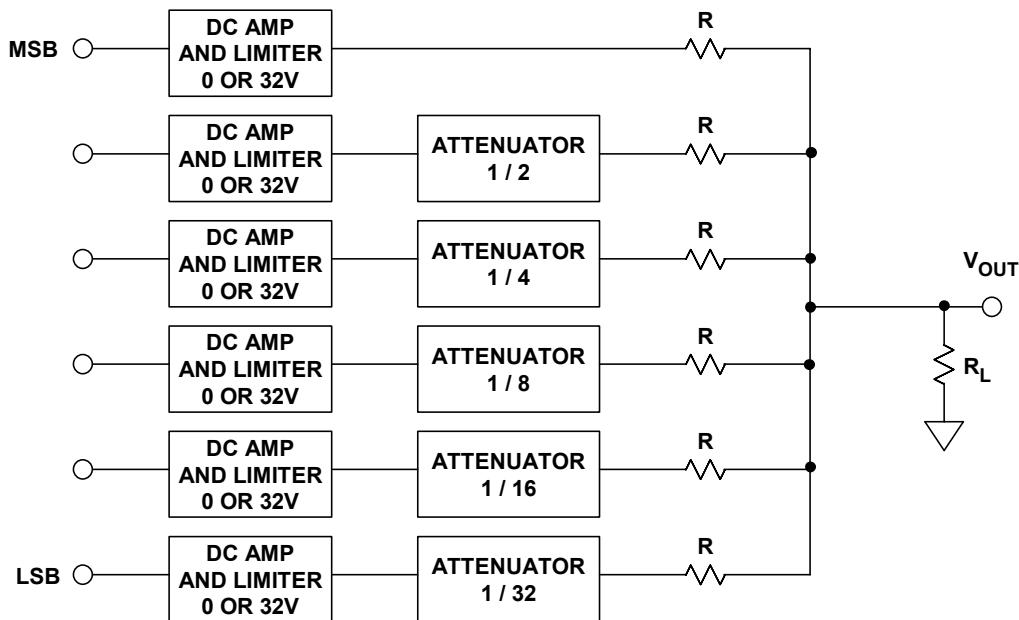 MSB
DC AMP
AND LIMITER
0 OR 32V
R
DC AMP
AND LIMITER
0 OR 32V
ATTENUATOR
1 / 2
R
DC AMP
AND LIMITER
0 OR 32V
ATTENUATOR
1 / 4
R
VOUT
DC AMP
AND LIMITER
0 OR 32V
ATTENUATOR
1 / 8
R
RL
DC AMP
AND LIMITER
0 OR 32V
ATTENUATOR
1 / 16
R
LSB
DC AMP
AND LIMITER
0 OR 32V
ATTENUATOR
1 / 32
R